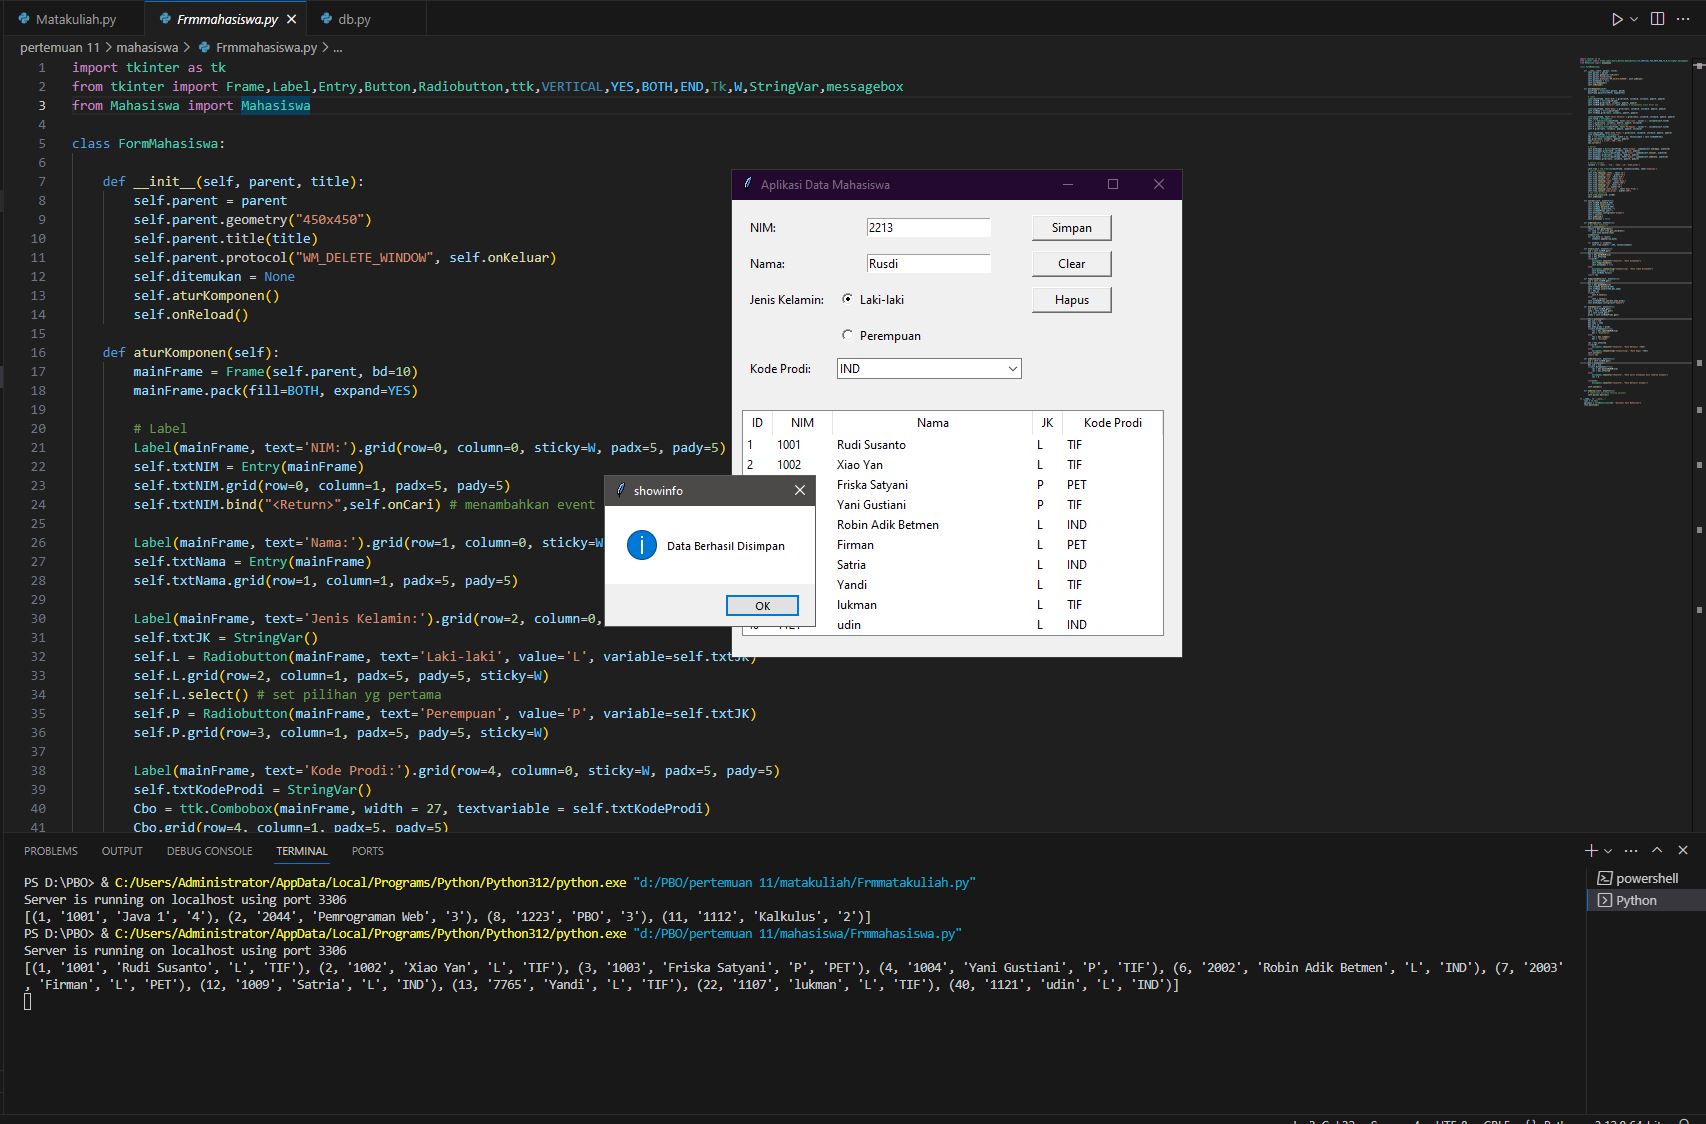 Matakuliah.py
Frmmahasiswa.py
db.py
pertemuan 11 > mahasiswa > Frmmahasiswa.py > ...
1 import tkinter as tk
2 from tkinter import Frame,Label,Entry,Button,Radiobutton,ttk,VERTICAL,YES,BOTH,END,Tk,W,StringVar,messagebox
3 from Mahasiswa import Mahasiswa
4
5 class FormMahasiswa:
6
7 def __init__(self, parent, title):
8 self.parent = parent
9 self.parent.geometry("450x450")
10 self.parent.title(title)
11 self.parent.protocol("WM_DELETE_WINDOW", self.onKeluar)
12 self.ditemukan = None
13 self.aturKomponen()
14 self.onReload()
15
16 def aturKomponen(self):
17 mainFrame = Frame(self.parent, bd=10)
18 mainFrame.pack(fill=BOTH, expand=YES)
19
20 # Label
21 Label(mainFrame, text='NIM:').grid(row=0, column=0, sticky=W, padx=5, pady=5)
22 self.txtNIM = Entry(mainFrame)
23 self.txtNIM.grid(row=0, column=1, padx=5, pady=5)
24 self.txtNIM.bind("<Return>",self.onCari) # menambahkan event
25
26 Label(mainFrame, text='Nama:').grid(row=1, column=0, sticky=W
27 self.txtNama = Entry(mainFrame)
28 self.txtNama.grid(row=1, column=1, padx=5, pady=5)
29
30 Label(mainFrame, text='Jenis Kelamin:').grid(row=2, column=0,
31 self.txtJK = StringVar()
32 self.L = Radiobutton(mainFrame, text='Laki-laki', value='L', variable=self.txtJK)
33 self.L.grid(row=2, column=1, padx=5, pady=5, sticky=W)
34 self.L.select() # set pilihan yg pertama
35 self.P = Radiobutton(mainFrame, text='Perempuan', value='P', variable=self.txtJK)
36 self.P.grid(row=3, column=1, padx=5, pady=5, sticky=W)
37
38 Label(mainFrame, text='Kode Prodi:').grid(row=4, column=0, sticky=W, padx=5, pady=5)
39 self.txtKodeProdi = StringVar()
40 Cbo = ttk.Combobox(mainFrame, width = 27, textvariable = self.txtKodeProdi)
41 Cbo.grid(row=4, column=1, padx=5, pady=5)
Aplikasi Data Mahasiswa
NIM: 2213 Simpan
Nama: Rusdi Clear
Jenis Kelamin: Laki-laki Hapus
Perempuan
Kode Prodi: IND
ID NIM Nama JK Kode Prodi
1 1001 Rudi Susanto L TIF
2 1002 Xiao Yan L TIF
Friska Satyani P PET
Yani Gustiani P TIF
Robin Adik Betmen L IND
Firman L PET
Satria L IND
Yandi L TIF
lukman L TIF
udin L IND
showinfo
Data Berhasil Disimpan
OK
PROBLEMS OUTPUT DEBUG CONSOLE TERMINAL PORTS
PS D:\PBO> & C:/Users/Administrator/AppData/Local/Programs/Python/Python312/python.exe "d:/PBO/pertemuan 11/matakuliah/Frmmatakuliah.py"
Server is running on localhost using port 3306
[(1, '1001', 'Java 1', '4'), (2, '2044', 'Pemrograman Web', '3'), (8, '1223', 'PBO', '3'), (11, '1112', 'Kalkulus', '2')]
PS D:\PBO> & C:/Users/Administrator/AppData/Local/Programs/Python/Python312/python.exe "d:/PBO/pertemuan 11/mahasiswa/Frmmahasiswa.py"
Server is running on localhost using port 3306
[(1, '1001', 'Rudi Susanto', 'L', 'TIF'), (2, '1002', 'Xiao Yan', 'L', 'TIF'), (3, '1003', 'Friska Satyani', 'P', 'PET'), (4, '1004', 'Yani Gustiani', 'P', 'TIF'), (6, '2002', 'Robin Adik Betmen', 'L', 'IND'), (7, '2003'
, 'Firman', 'L', 'PET'), (12, '1009', 'Satria', 'L', 'IND'), (13, '7765', 'Yandi', 'L', 'TIF'), (22, '1107', 'lukman', 'L', 'TIF'), (40, '1121', 'udin', 'L', 'IND')]
powershell
Python